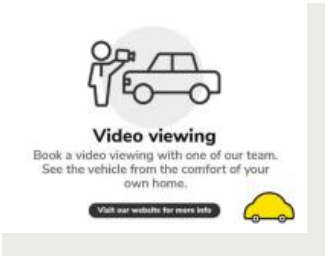 Video viewing
Book a video viewing with one of our team.
See the vehicle from the comfort of your
own home.
Visit our website for more info